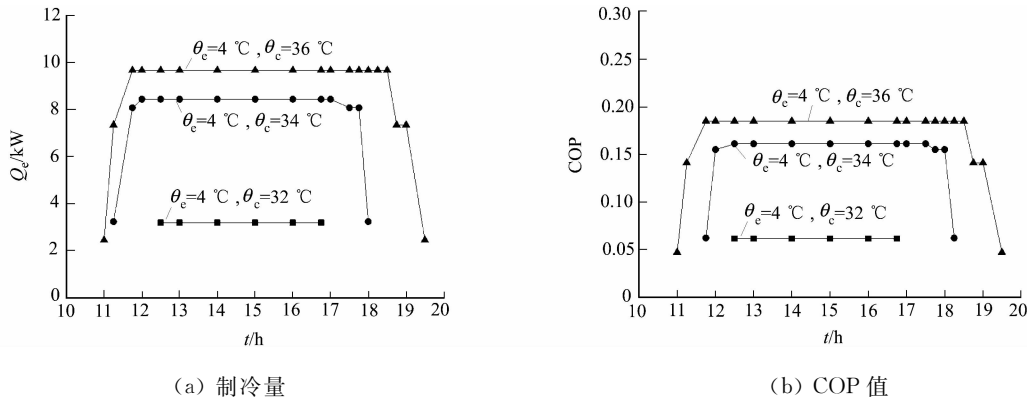 12
10
8
6
4
2
0
Qe/kW
θe=4 ℃,θc=36 ℃
θe=4 ℃,θc=34 ℃
θe=4 ℃,θc=32 ℃
10 11 12 13 14 15 16 17 18 19 20
t/h
(a) 制冷量
0.30
0.25
0.20
0.15
0.10
0.05
0
COP
θe=4 ℃,θc=36 ℃
θe=4 ℃,θc=34 ℃
θe=4 ℃,θc=32 ℃
10 11 12 13 14 15 16 17 18 19 20
t/h
(b) COP 值